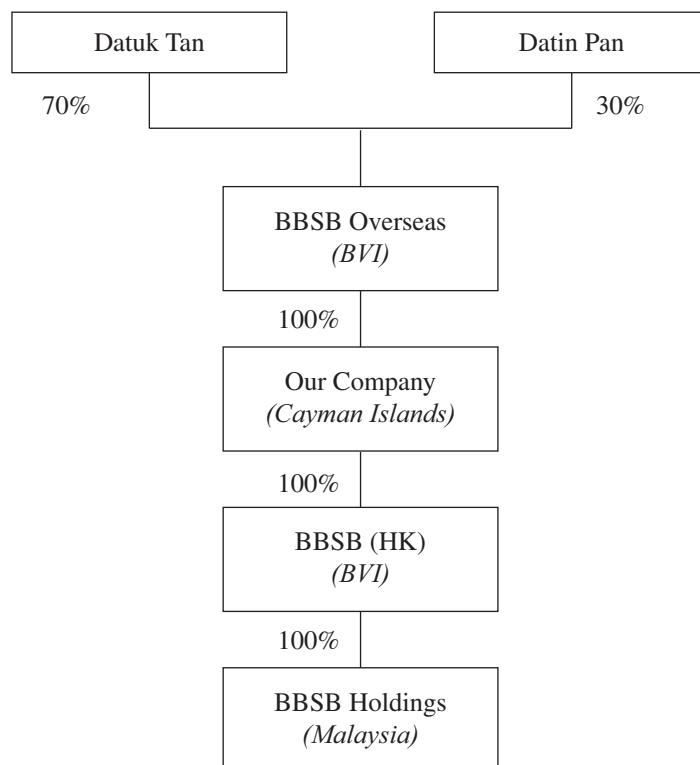 Datuk Tan
Datin Pan
70%
30%
BBSB Overseas
(BVI)
100%
Our Company
(Cayman Islands)
100%
BBSB (HK)
(BVI)
100%
BBSB Holdings
(Malaysia)